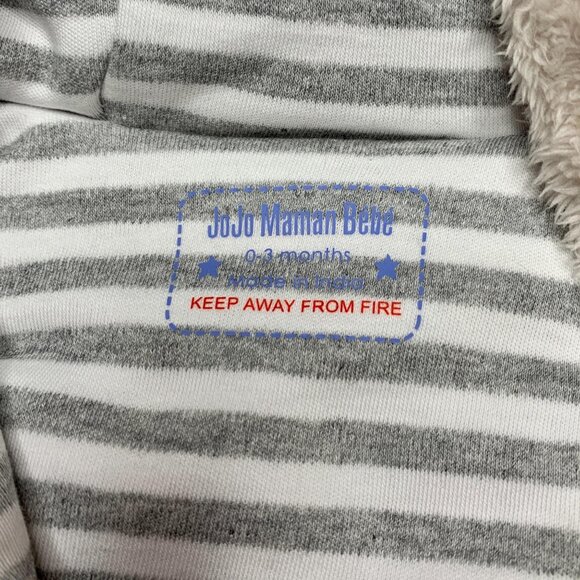 JoJo Maman Bébé
0-3 months
Made in India
KEEP AWAY FROM FIRE